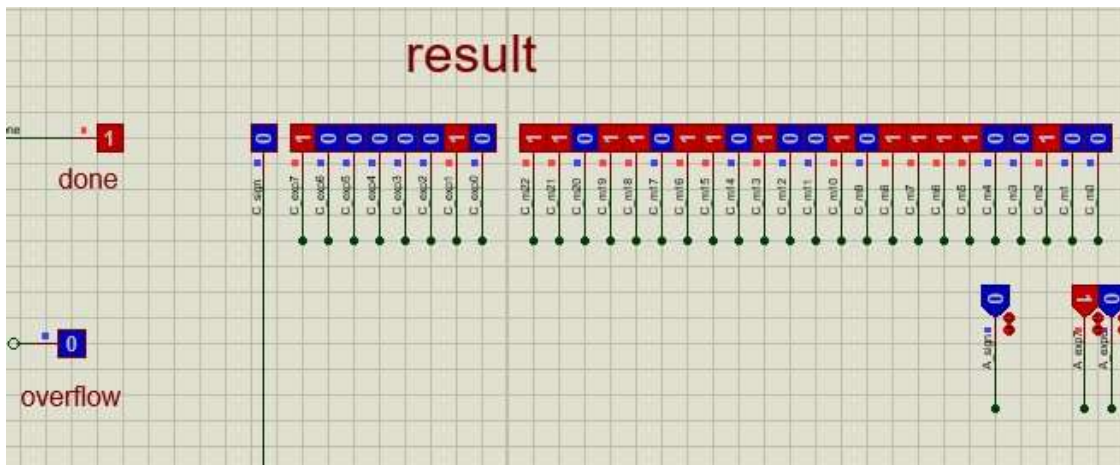 result
1 0 1 0 0 0 0 0 1 0 1 1 0 1 1 0 1 1 0 1 0 0 1 0 1 1 1 1 0 0 1 0 0
done
C_sign C_exp7 C_exp6 C_exp5 C_exp4 C_exp3 C_exp2 C_exp1 C_exp0 C_m22 C_m21 C_m20 C_m19 C_m18 C_m17 C_m16 C_m15 C_m14 C_m13 C_m12 C_m11 C_m10 C_m9 C_m8 C_m7 C_m6 C_m5 C_m4 C_m3 C_m2 C_m1 C_m0
0 1 0
0
A_sign A_exp7
overflow